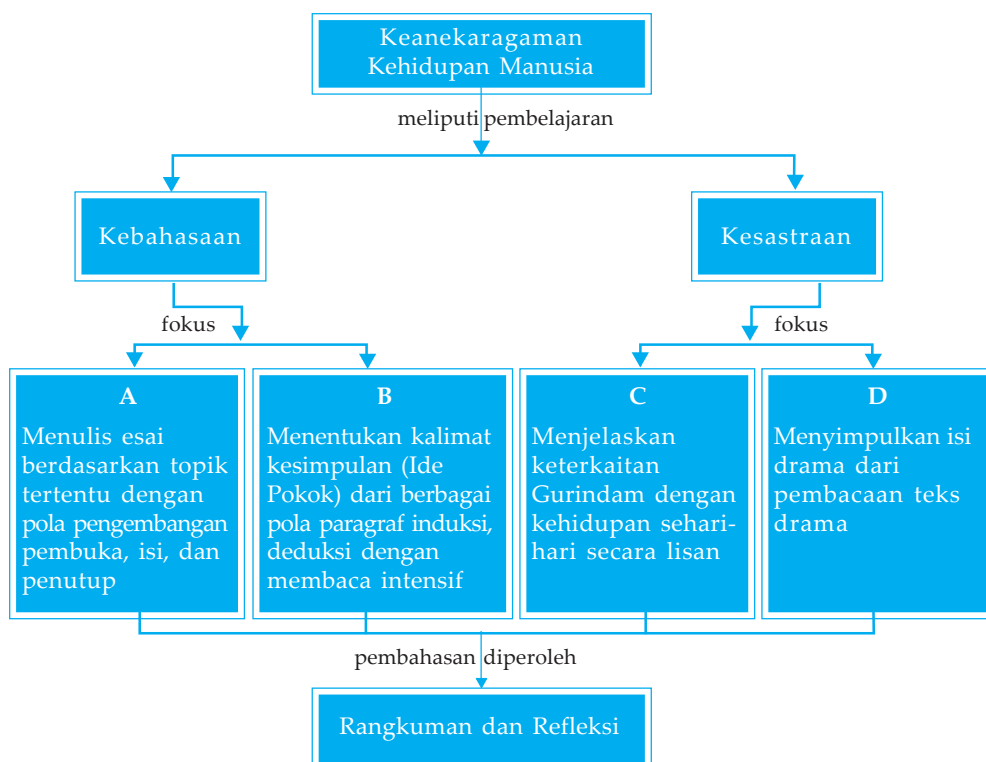 Keanekaragaman
Kehidupan Manusia
meliputi pembelajaran
Kebahasaan
Kesastraan
fokus
fokus
A
Menulis esai
berdasarkan topik
tertentu dengan
pola pengembangan
pembuka, isi, dan
penutup
B
Menentukan kalimat
kesimpulan (Ide
Pokok) dari berbagai
pola paragraf induksi,
deduksi dengan
membaca intensif
C
Menjelaskan
keterkaitan
Gurindam dengan
kehidupan sehari-
hari secara lisan
D
Menyimpulkan isi
drama dari
pembacaan teks
drama
pembahasan diperoleh
Rangkuman dan Refleksi